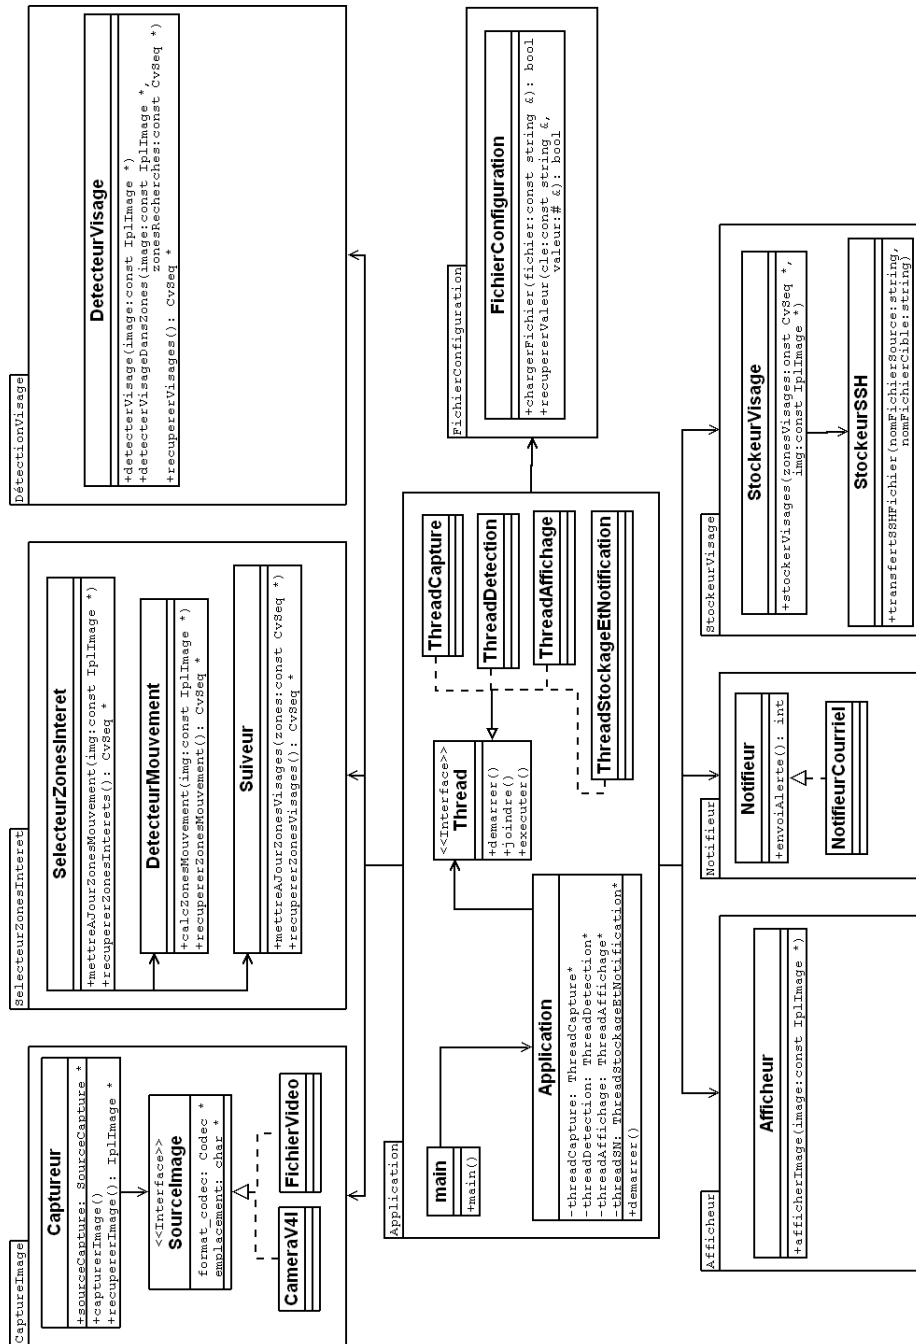 CaptureImage
Captureur
+sourceCapture: SourceCapture *
+capturerImage()
+recupererImage(): IplImage *
<<Interface>>
SourceImage
format_codec: Codec *
emplacement: char *
CameraV4l
FichierVideo
SelecteurZonesInteret
SelecteurZonesInteret
+mettreAJourZonesMouvement(img:const IplImage *)
+recupererZonesInterets(): CvSeq *
DetecteurMouvement
+calcZonesMouvement(img:const IplImage *)
+recupererZonesMouvement(): CvSeq *
Suiveur
+mettreAJourZonesVisages(zones:const CvSeq *)
+recupererZonesVisages(): CvSeq *
DétectionVisage
DetecteurVisage
+detecterVisage(image:const IplImage *)
+detecterVisageDansZones(image:const IplImage *,
zonesRecherches:const CvSeq *)
+recupererVisages(): CvSeq *
Application
main
+main()
Application
-threadCapture: ThreadCapture*
-threadDetection: ThreadDetection*
-threadAffichage: ThreadAffichage*
-threadSN: ThreadStockageEtNotification*
+demarrer()
<<Interface>>
Thread
+demarrer()
+joindre()
+executer()
ThreadCapture
ThreadDetection
ThreadAffichage
ThreadStockageEtNotification
FichierConfiguration
FichierConfiguration
+chargerFichier(fichier:const string &): bool
+recupererValeur(cle:const string &,
valeur:# &): bool
Afficheur
Afficheur
+afficherImage(image:const IplImage *)
Notifieur
Notifieur
+envoiAlerte(): int
NotifieurCourriel
StockeurVisage
StockeurVisage
+stockerVisages(zonesVisages:onst CvSeq *,
img:const IplImage *)
StockeurSSH
+transfertSSHFichier(nomFichierSource:string,
nomFichierCible:string)